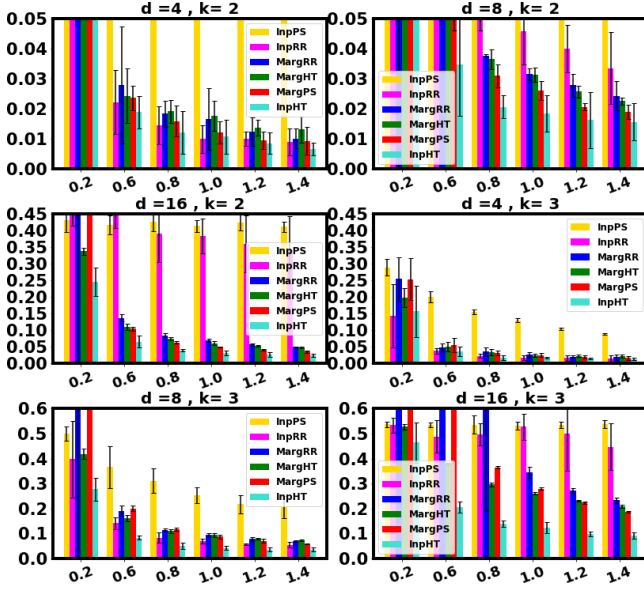 d =4 , k= 2
0.05
0.04
0.03
0.02
0.01
0.00
InpPS
InpRR
MargRR
MargHT
MargPS
InpHT
0.2 0.6 0.8 1.0 1.2 1.4
d =8 , k= 2
0.05
0.04
0.03
0.02
0.01
0.00
InpPS
InpRR
MargRR
MargHT
MargPS
InpHT
0.2 0.6 0.8 1.0 1.2 1.4
d =16 , k= 2
0.45
0.40
0.35
0.30
0.25
0.20
0.15
0.10
0.05
0.00
InpPS
InpRR
MargRR
MargHT
MargPS
InpHT
0.2 0.6 0.8 1.0 1.2 1.4
d =4 , k= 3
0.45
0.40
0.35
0.30
0.25
0.20
0.15
0.10
0.05
0.00
InpPS
InpRR
MargRR
MargHT
MargPS
InpHT
0.2 0.6 0.8 1.0 1.2 1.4
d =8 , k= 3
0.6
0.5
0.4
0.3
0.2
0.1
0.0
InpPS
InpRR
MargRR
MargHT
MargPS
InpHT
0.2 0.6 0.8 1.0 1.2 1.4
d =16 , k= 3
0.6
0.5
0.4
0.3
0.2
0.1
0.0
InpPS
InpRR
MargRR
MargHT
MargPS
InpHT
0.2 0.6 0.8 1.0 1.2 1.4